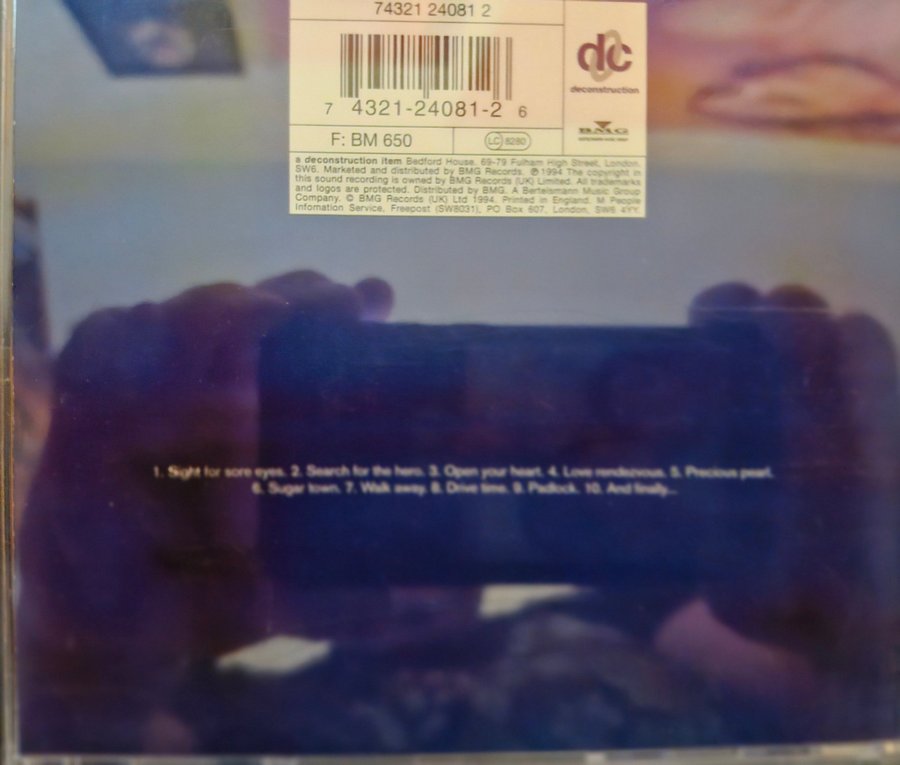 74321 24081 2
7 4321-24081-2 6
dc
deconstruction
BMG
F: BM 650
LC 8280
a deconstruction item Bedford House, 69-79 Fulham High Street, London,
SW6. Marketed and distributed by BMG Records. ℗1994 The copyright in
this sound recording is owned by BMG Records (UK) Limited. All trademarks
and logos are protected. Distributed by BMG. A Bertelsmann Music Group
Company. © BMG Records (UK) Ltd 1994. Printed in England. M People
Infomation Service, Freepost (SW8031), PO Box 607, London, SW6 4YY.
1. Sight for sore eyes. 2. Search for the hero. 3. Open your heart. 4. Love rendezvous. 5. Precious pearl.
6. Sugar town. 7. Walk away. 8. Drive time. 9. Padlock. 10. And finally...